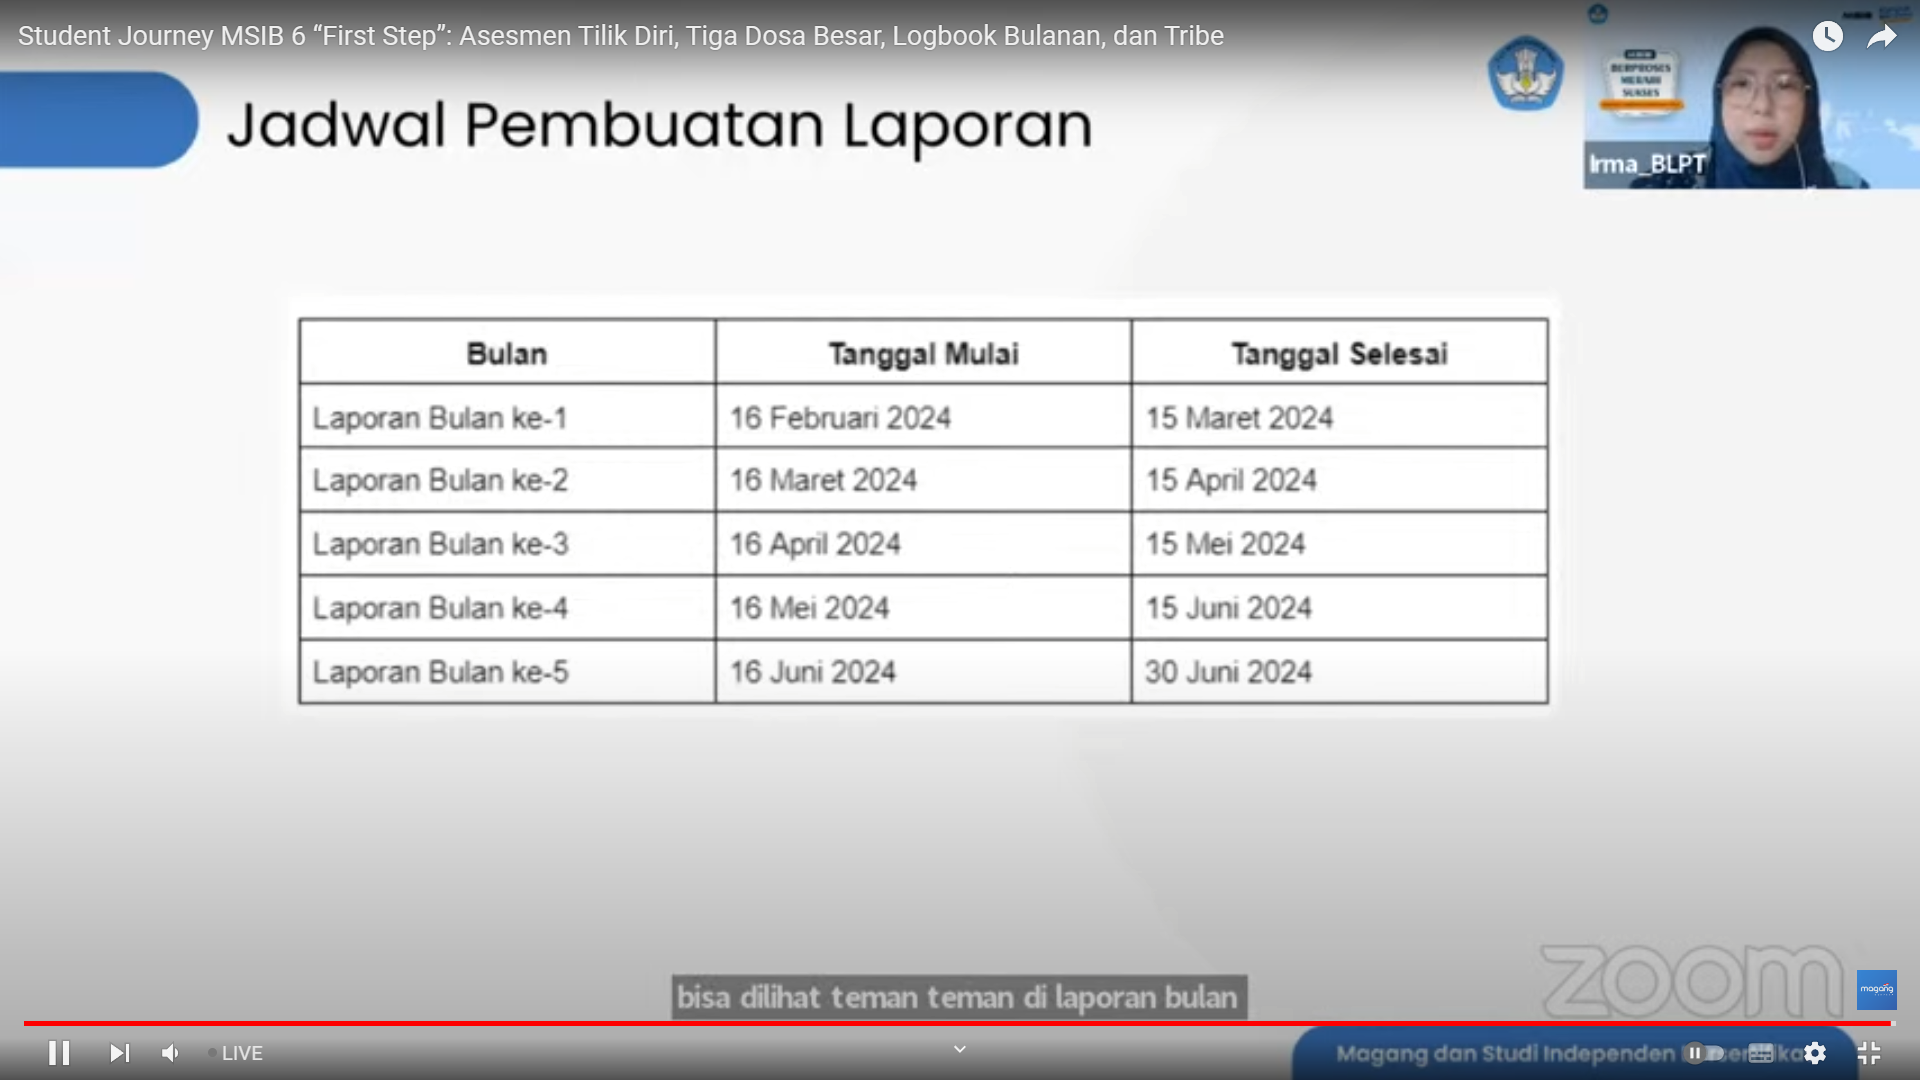 Student Journey MSIB 6 “First Step”: Asesmen Tilik Diri, Tiga Dosa Besar, Logbook Bulanan, dan Tribe
Jadwal Pembuatan Laporan
BERPROSES
MERAIH
SUKSES
Irma_BLPT
Bulan Tanggal Mulai Tanggal Selesai
Laporan Bulan ke-1 16 Februari 2024 15 Maret 2024
Laporan Bulan ke-2 16 Maret 2024 15 April 2024
Laporan Bulan ke-3 16 April 2024 15 Mei 2024
Laporan Bulan ke-4 16 Mei 2024 15 Juni 2024
Laporan Bulan ke-5 16 Juni 2024 30 Juni 2024
zoom
magang
bisa dilihat teman teman di laporan bulan
LIVE
Magang dan Studi Independen